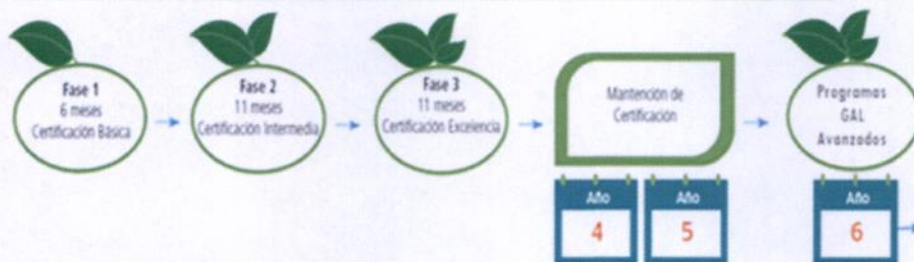 Fase 1
6 meses
Certificación Básica
Fase 2
11 meses
Certificación Intermedia
Fase 3
11 meses
Certificación Excelencia
Mantención de
Certificación
Programas
GAL
Avanzados
Año
4
Año
5
Año
6